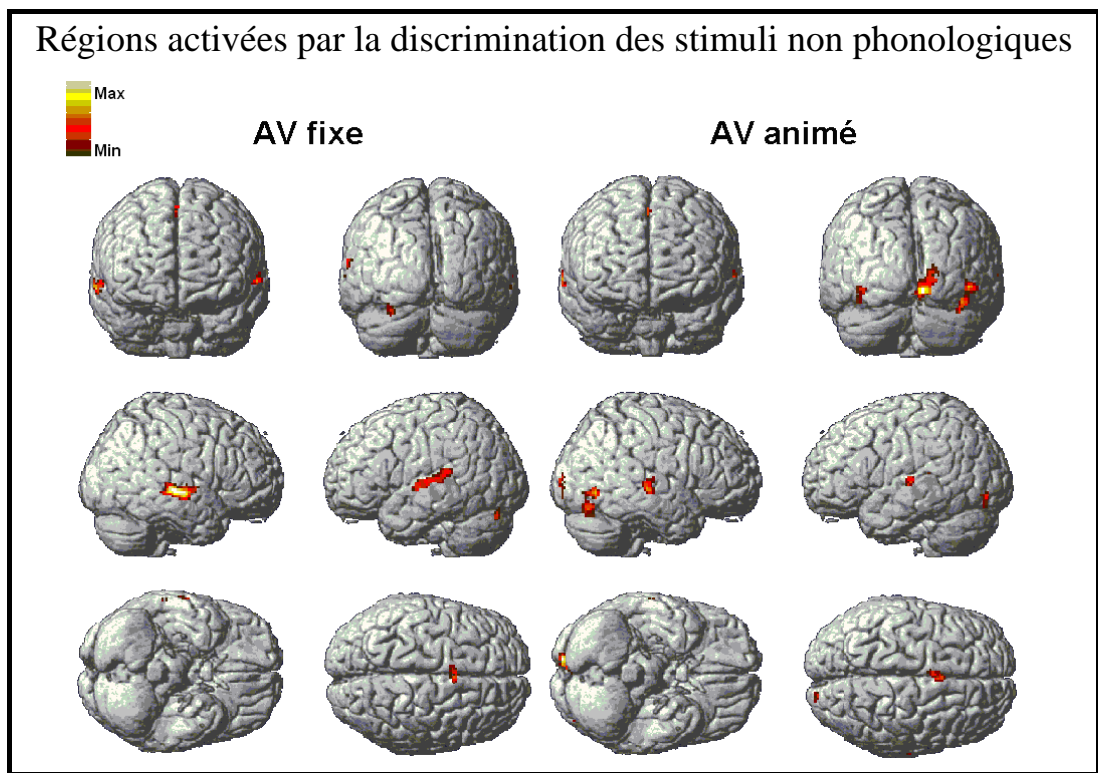 Régions activées par la discrimination des stimuli non phonologiques
Max
Min
AV fixe
AV animé